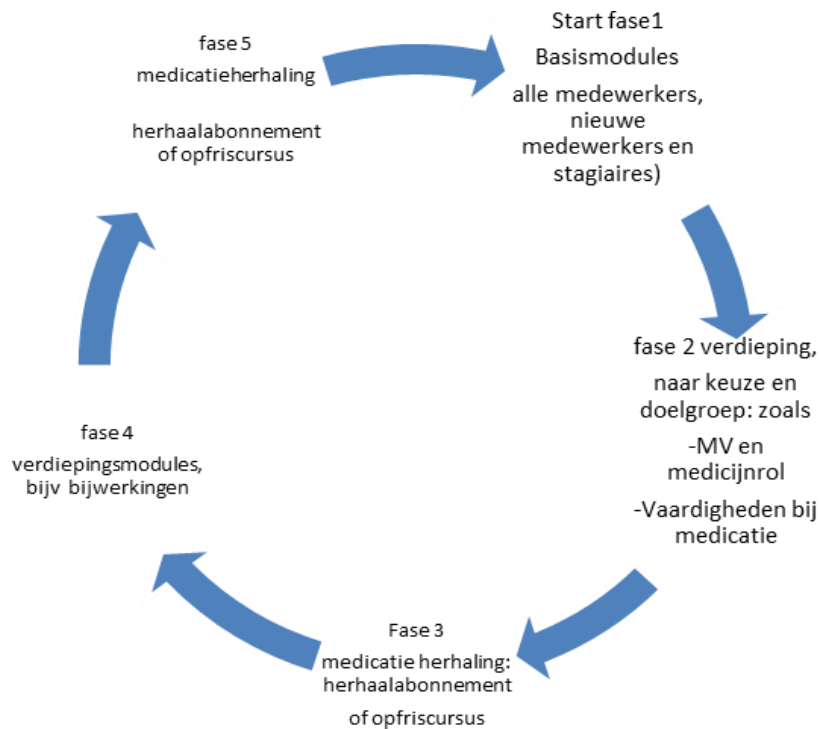 Start fase1
Basismodules
alle medewerkers,
nieuwe
medewerkers en
stagiaires)
fase 2 verdieping,
naar keuze en
doelgroep: zoals
-MV en
medicijnrol
-Vaardigheden bij
medicatie
Fase 3
medicatie herhaling:
herhaalabonnement
of opfriscursus
fase 4
verdiepingsmodules,
bijv bijwerkingen
fase 5
medicatieherhaling
herhaalabonnement
of opfriscursus